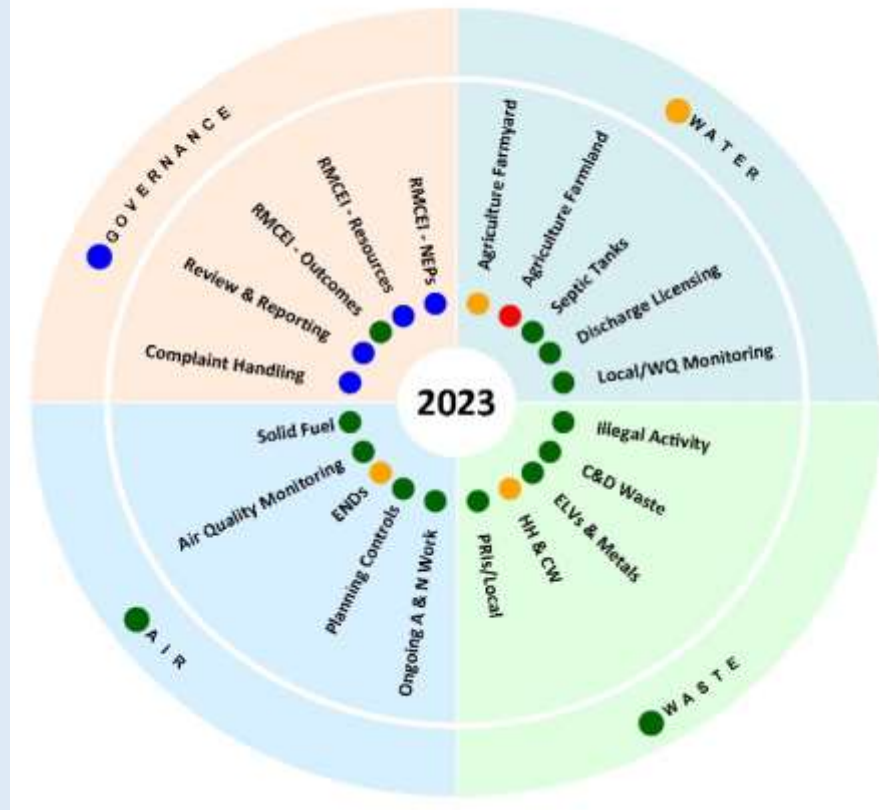 GOVERNANCE
RMCEI - NEPs
RMCEI - Resources
RMCEI - Outcomes
Review & Reporting
Complaint Handling
WATER
Agriculture Farmyard
Agriculture Farmland
Septic Tanks
Discharge Licensing
Local/WQ Monitoring
2023
Solid Fuel
Air Quality Monitoring
ENDs
Planning Controls
Ongoing A & N Work
AIR
Illegal Activity
C&D Waste
ELVs & Metals
HH & CW
PRIs/Local
WASTE